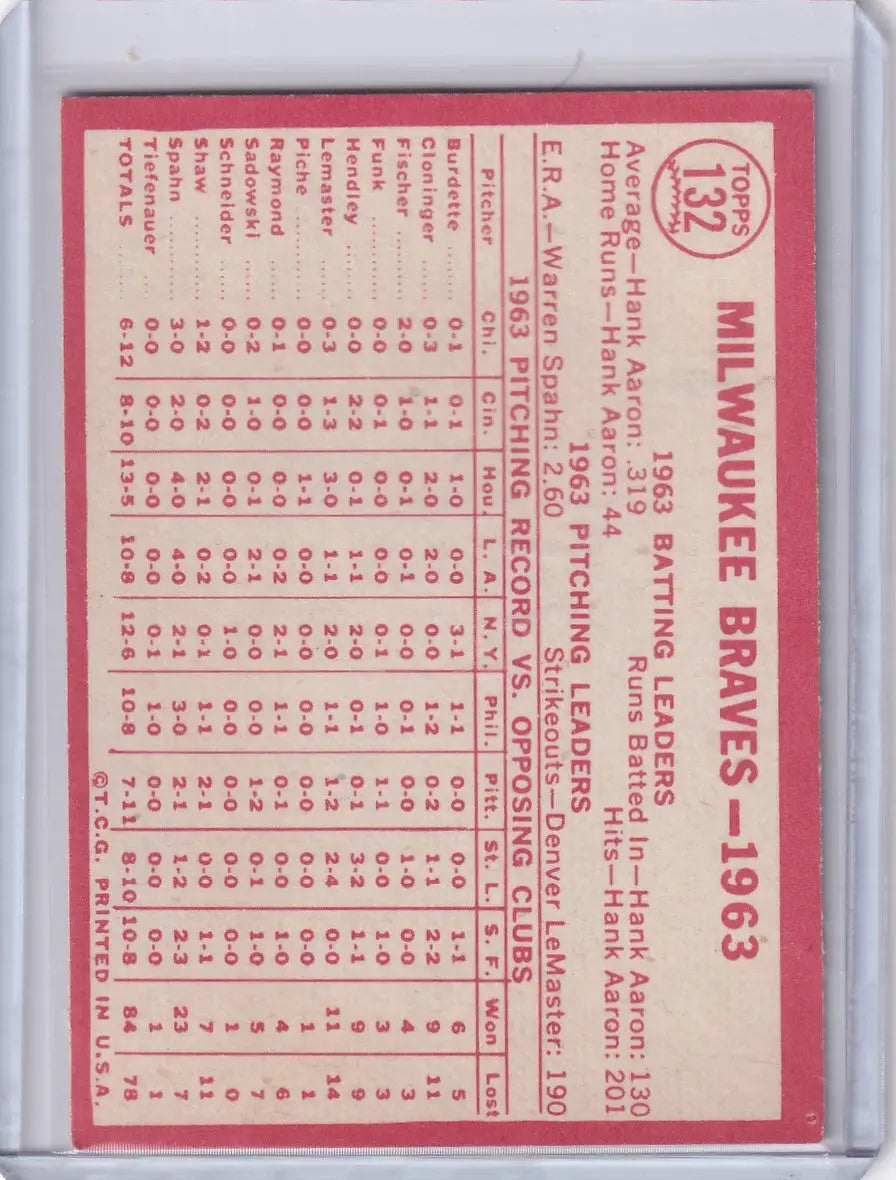 TOPPS
132
MILWAUKEE BRAVES—1963
1963 BATTING LEADERS
Average—Hank Aaron: .319 Runs Batted In—Hank Aaron: 130
Home Runs—Hank Aaron: 44 Hits—Hank Aaron: 201
1963 PITCHING LEADERS
E.R.A.—Warren Spahn: 2.60 Strikeouts—Denver LeMaster: 190
1963 PITCHING RECORD VS. OPPOSING CLUBS
Pitcher Chi. Cin. Hou. L. A. N. Y. Phil. Pitt. St. L. S. F. Won Lost
Burdette ...... 0-1 0-1 1-0 0-0 3-1 1-1 0-0 0-0 1-1 6 5
Cloninger ..... 0-3 1-1 2-0 2-0 0-0 1-2 0-2 1-1 2-2 9 11
Fischer ........ 2-0 1-0 0-1 0-1 0-0 0-1 0-0 1-0 0-0 4 3
Funk .......... 0-0 0-1 0-0 0-0 0-1 1-0 1-1 0-0 1-0 3 3
Hendley ....... 0-0 2-2 0-1 1-1 2-0 0-1 0-1 3-2 1-1 9 9
Lemaster ...... 0-3 1-3 3-0 1-1 2-0 1-1 1-2 2-4 0-0 11 14
Piche .......... 0-0 0-0 1-1 0-0 0-0 0-0 0-0 0-0 0-0 1 1
Raymond ...... 0-1 0-0 0-0 0-2 2-1 1-1 0-1 0-0 1-0 4 6
Sadowski ...... 0-2 1-0 0-1 2-1 0-0 0-0 1-2 0-1 1-0 5 7
Schneider ..... 0-0 0-0 0-0 0-0 1-0 0-0 0-0 0-0 0-0 1 0
Shaw .......... 1-2 0-2 2-1 0-2 0-1 1-1 2-1 0-0 1-1 7 11
Spahn ......... 3-0 2-0 4-0 4-0 2-1 3-0 2-1 1-2 2-3 23 7
Tiefenauer .... 0-0 0-0 0-0 0-0 0-1 1-0 0-0 0-0 0-0 1 1
TOTALS 6-12 8-10 13-5 10-8 12-6 10-8 7-11 8-10 10-8 84 78
©T.C.G. PRINTED IN U.S.A.